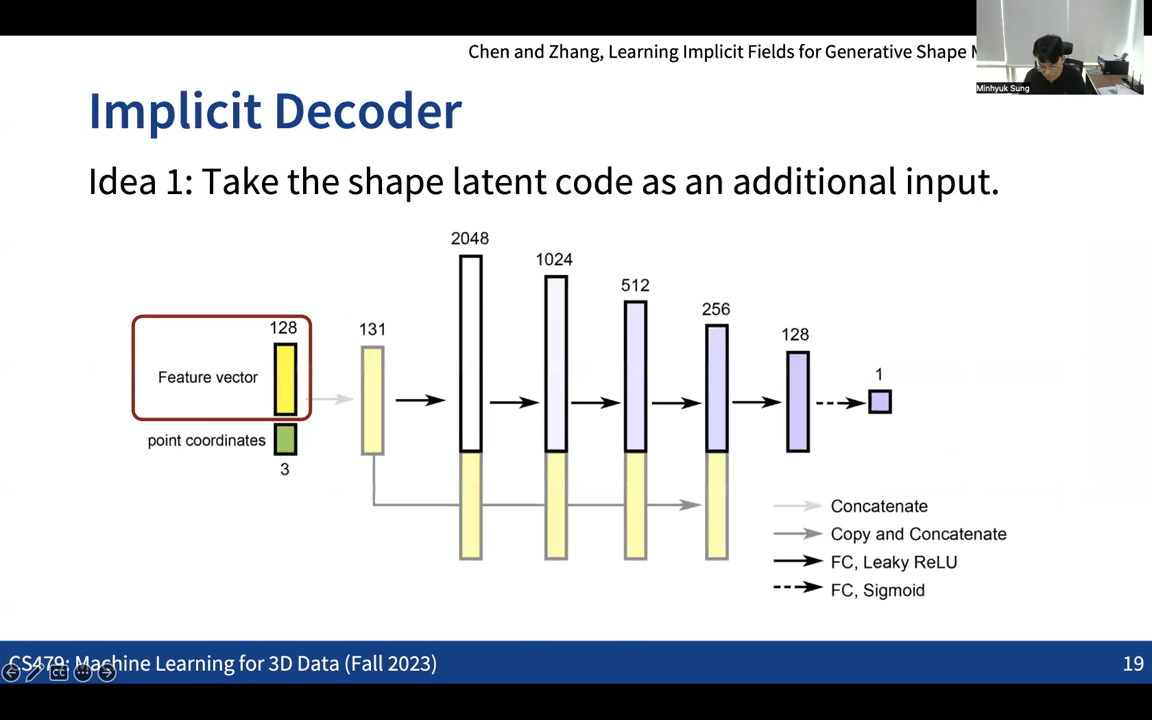 Chen and Zhang, Learning Implicit Fields for Generative Shape
Minhyuk Sung
Implicit Decoder
Idea 1: Take the shape latent code as an additional input.
2048
1024
512
256
128
131
128
1
Feature vector
point coordinates
3
Concatenate
Copy and Concatenate
FC, Leaky ReLU
FC, Sigmoid
CS479: Machine Learning for 3D Data (Fall 2023)
19